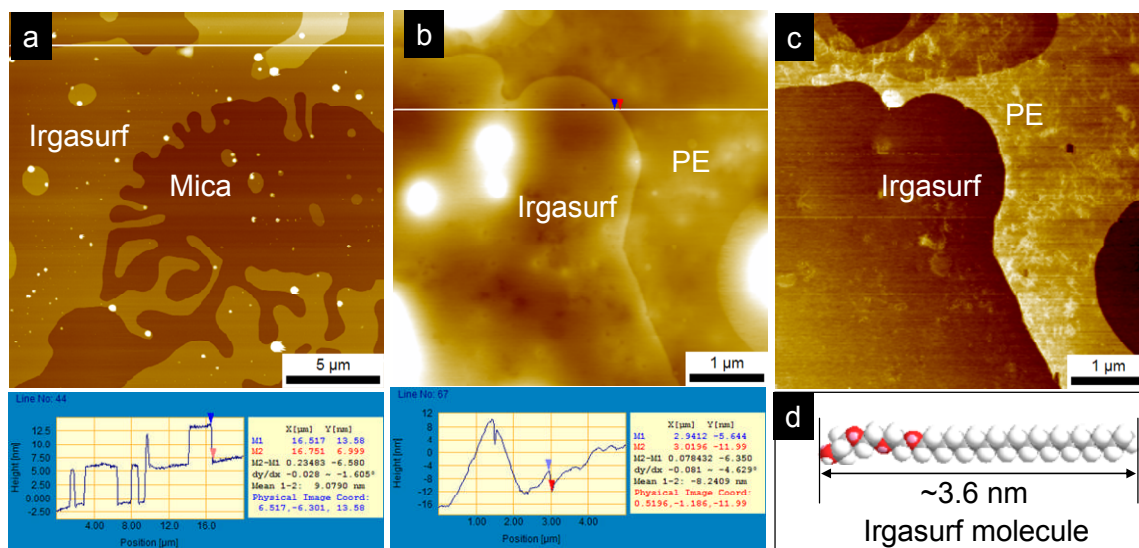 a
Irgasurf
Mica
5 µm
Line No: 44
Height [nm]
12.5
10.0
7.50
5.00
2.50
0.000
-2.50
4.00
8.00
12.0
16.0
Position [µm]
X[µm] Y[nm]
M1 16.517 13.58
M2 16.751 6.999
M2-M1 0.23483 -6.580
dy/dx -0.028 ~ -1.605°
Mean 1-2: 9.0790 nm
Physical Image Coord:
6.517,-6.301, 13.58
b
PE
Irgasurf
1 µm
Line No: 67
Height [nm]
12
8
4
0
-4
-8
-12
-16
1.00
2.00
3.00
4.00
Position [µm]
X[µm] Y[nm]
M1 2.9412 -5.644
M2 3.0196 -11.99
M2-M1 0.078432 -6.350
dy/dx -0.081 ~ -4.629°
Mean 1-2: -8.2409 nm
Physical Image Coord:
0.5196,-1.186,-11.99
c
PE
Irgasurf
1 µm
d
~3.6 nm
Irgasurf molecule